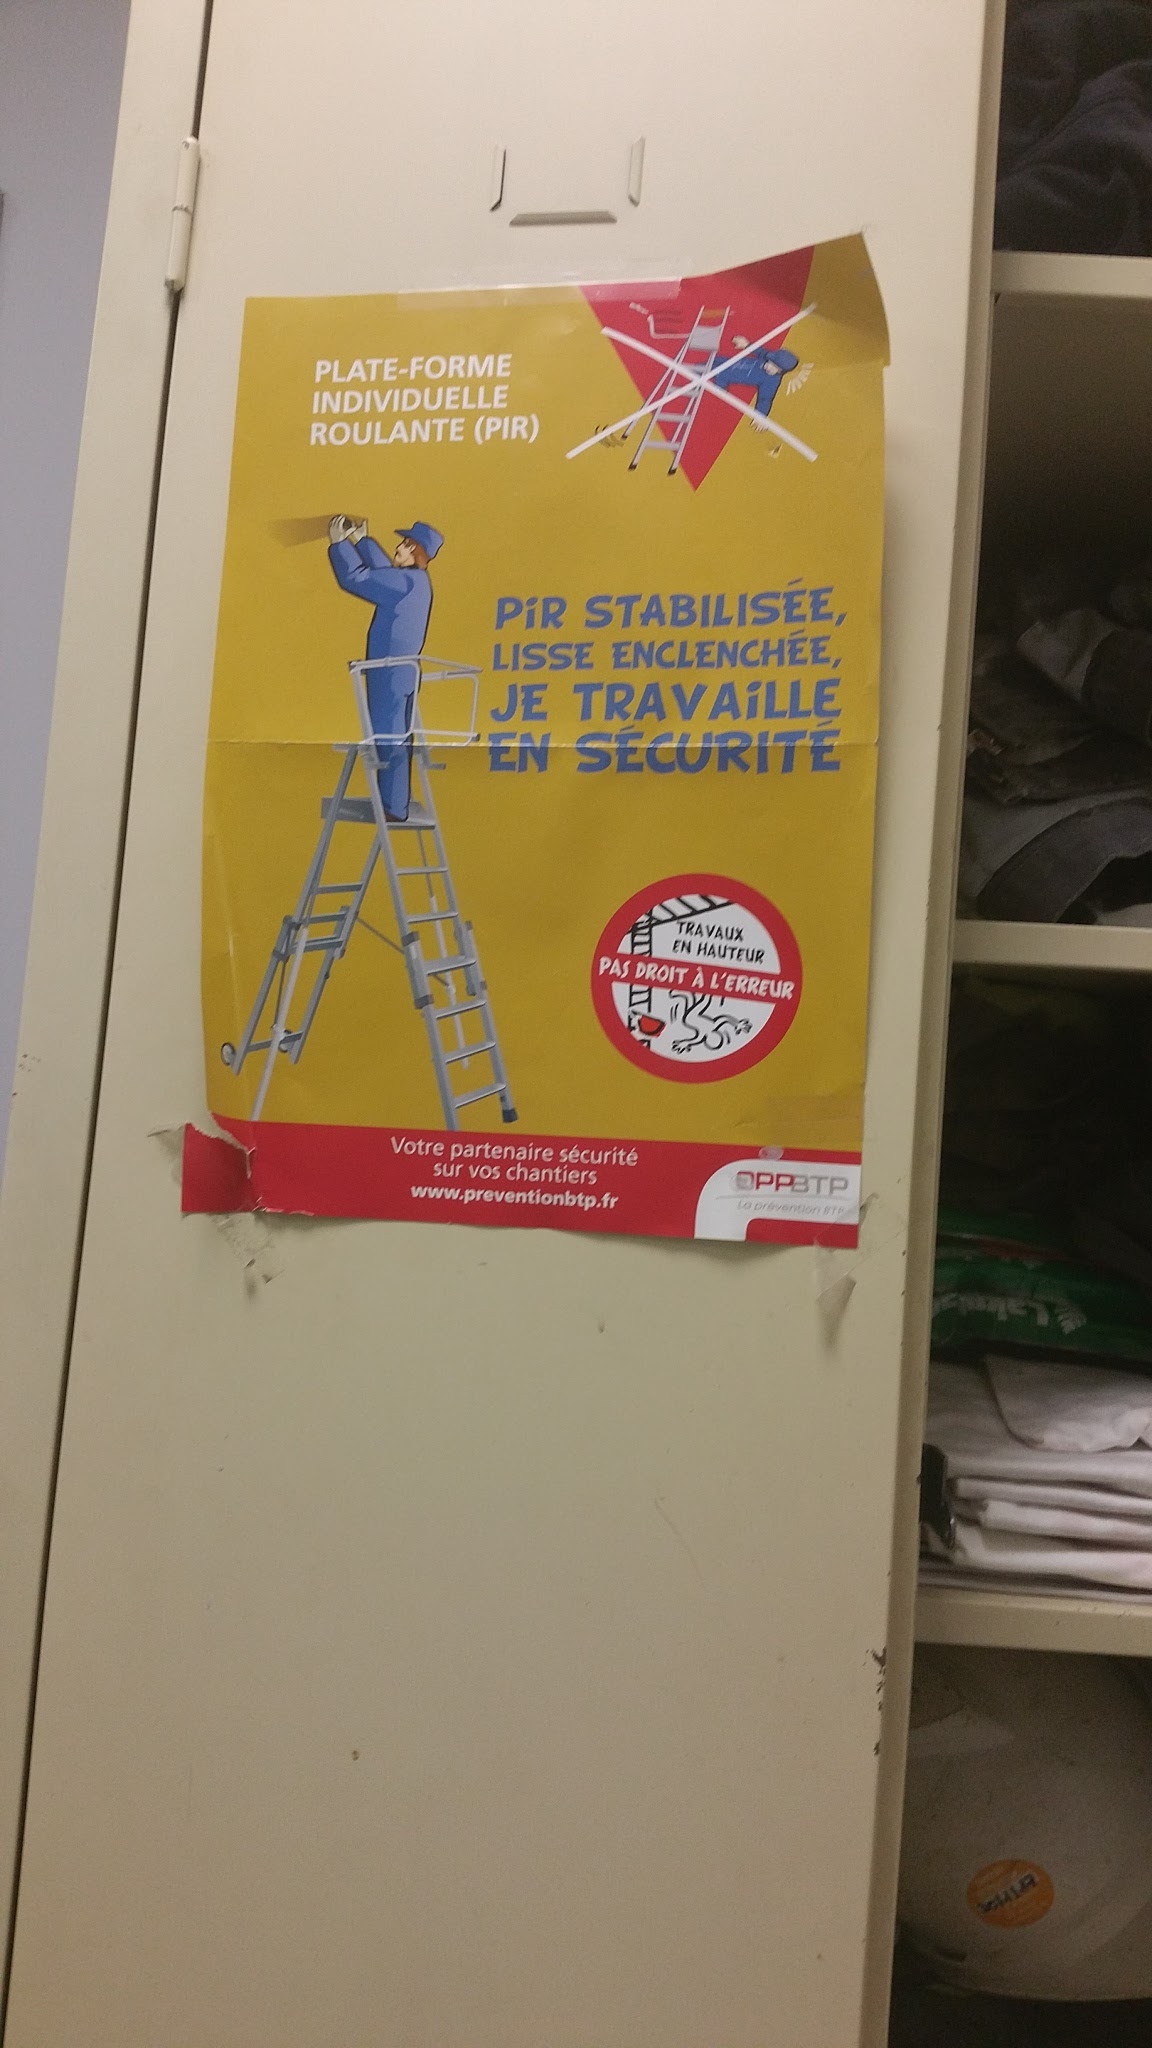 PLATE-FORME
INDIVIDUELLE
ROULANTE (PIR)
PiR STABILISÉE,
LISSE ENCLENCHÉE,
JE TRAVAiLLE
EN SÉCURITÉ
TRAVAUX
EN HAUTEUR
PAS DROIT À L'ERREUR
Votre partenaire sécurité
sur vos chantiers
www.preventionbtp.fr
OPPBTP
La prévention BTP